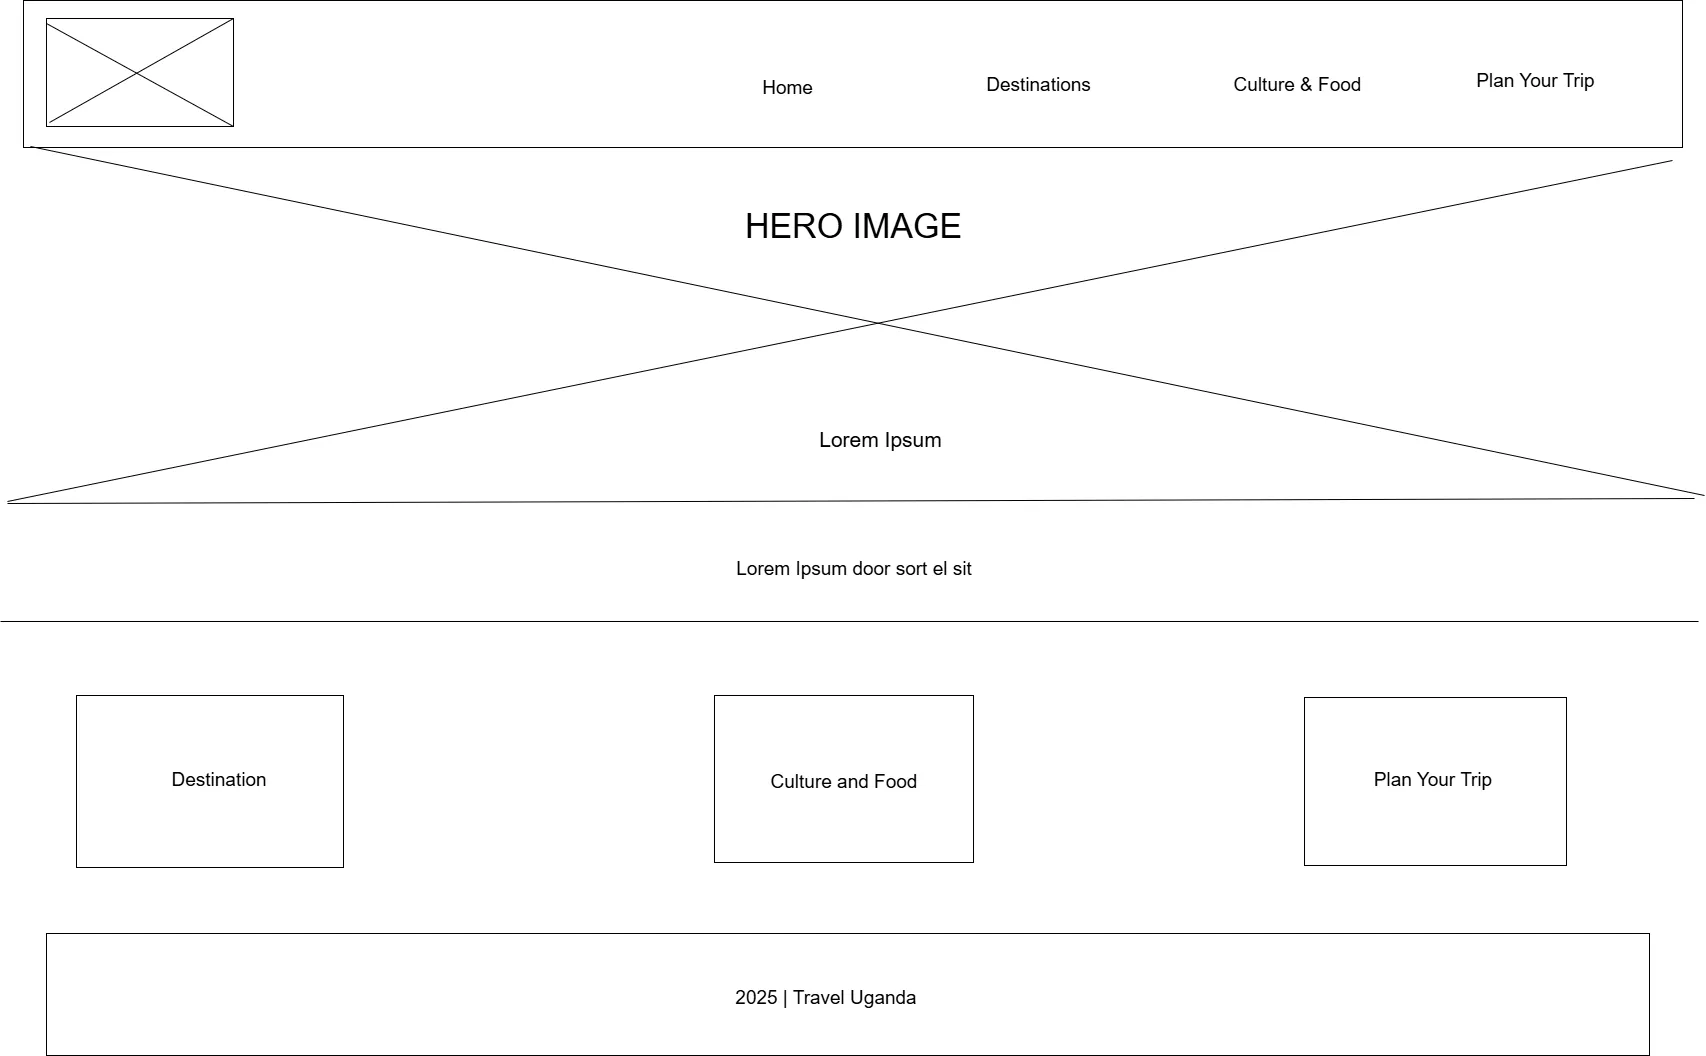 Home
Destinations
Culture & Food
Plan Your Trip
HERO IMAGE
Lorem Ipsum
Lorem Ipsum door sort el sit
Destination
Culture and Food
Plan Your Trip
2025 | Travel Uganda